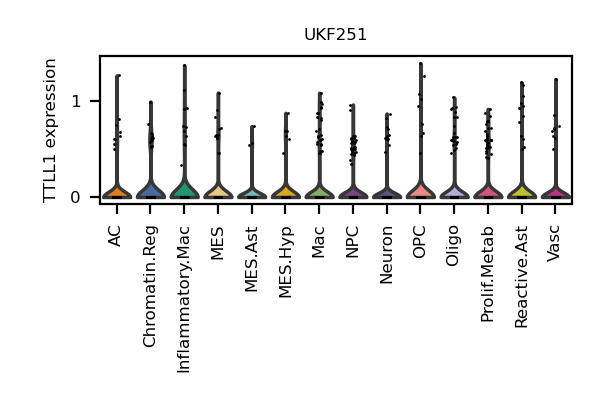 UKF251
TTLL1 expression
1
0
AC
Chromatin.Reg
Inflammatory.Mac
MES
MES.Ast
MES.Hyp
Mac
NPC
Neuron
OPC
Oligo
Prolif.Metab
Reactive.Ast
Vasc